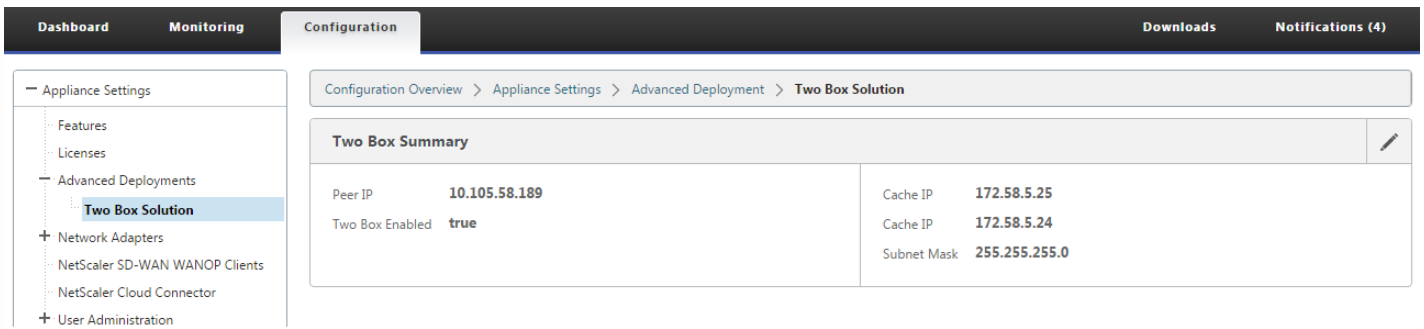 Dashboard Monitoring Configuration Downloads Notifications (4)
Appliance Settings
Features
Licenses
Advanced Deployments
Two Box Solution
Network Adapters
NetScaler SD-WAN WANOP Clients
NetScaler Cloud Connector
User Administration
Configuration Overview > Appliance Settings > Advanced Deployment > Two Box Solution
Two Box Summary
Peer IP 10.105.58.189
Two Box Enabled true
Cache IP 172.58.5.25
Cache IP 172.58.5.24
Subnet Mask 255.255.255.0